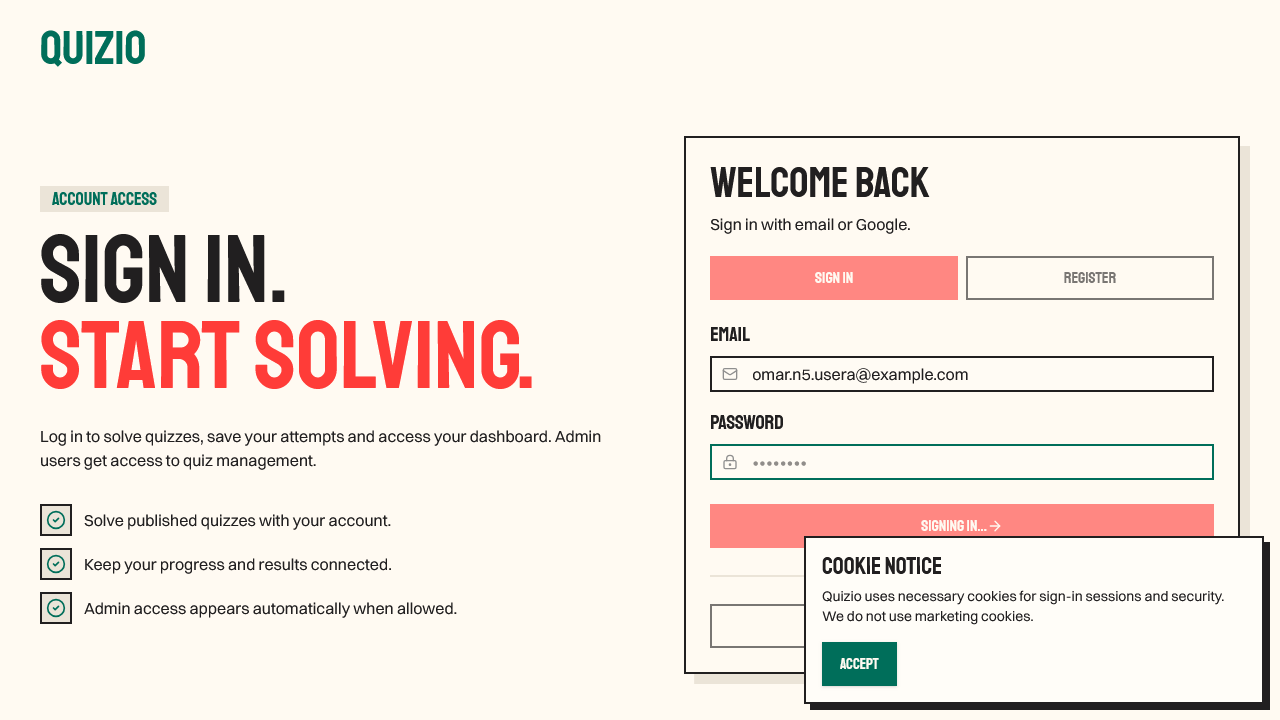 QUIZIO
ACCOUNT ACCESS
SIGN IN.
START SOLVING.
Log in to solve quizzes, save your attempts and access your dashboard. Admin
users get access to quiz management.
Solve published quizzes with your account.
Keep your progress and results connected.
Admin access appears automatically when allowed.
WELCOME BACK
Sign in with email or Google.
SIGN IN
REGISTER
EMAIL
omar.n5.usera@example.com
PASSWORD
••••••••
SIGNING IN...
COOKIE NOTICE
Quizio uses necessary cookies for sign-in sessions and security.
We do not use marketing cookies.
ACCEPT